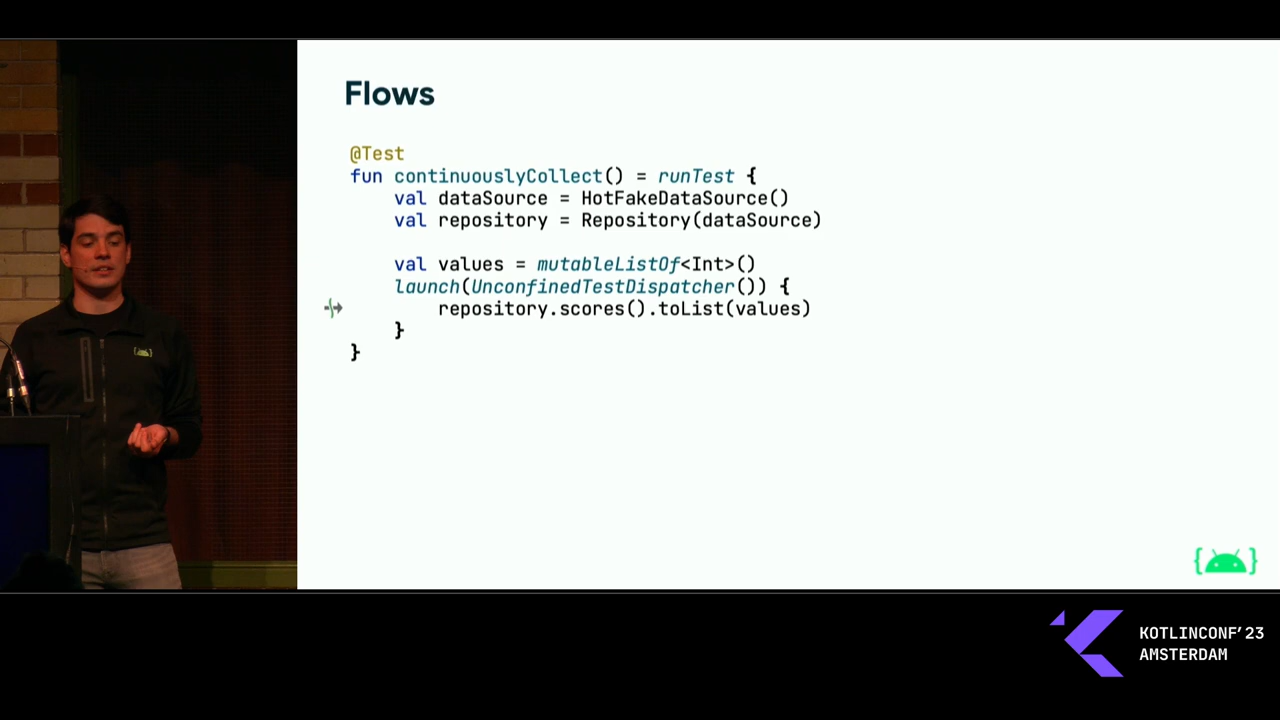 Flows
@Test
fun continuouslyCollect() = runTest {
    val dataSource = HotFakeDataSource()
    val repository = Repository(dataSource)
    val values = mutableListOf<Int>()
    launch(UnconfinedTestDispatcher()) {
        repository.scores().toList(values)
    }
}
KOTLINCONF'23
AMSTERDAM